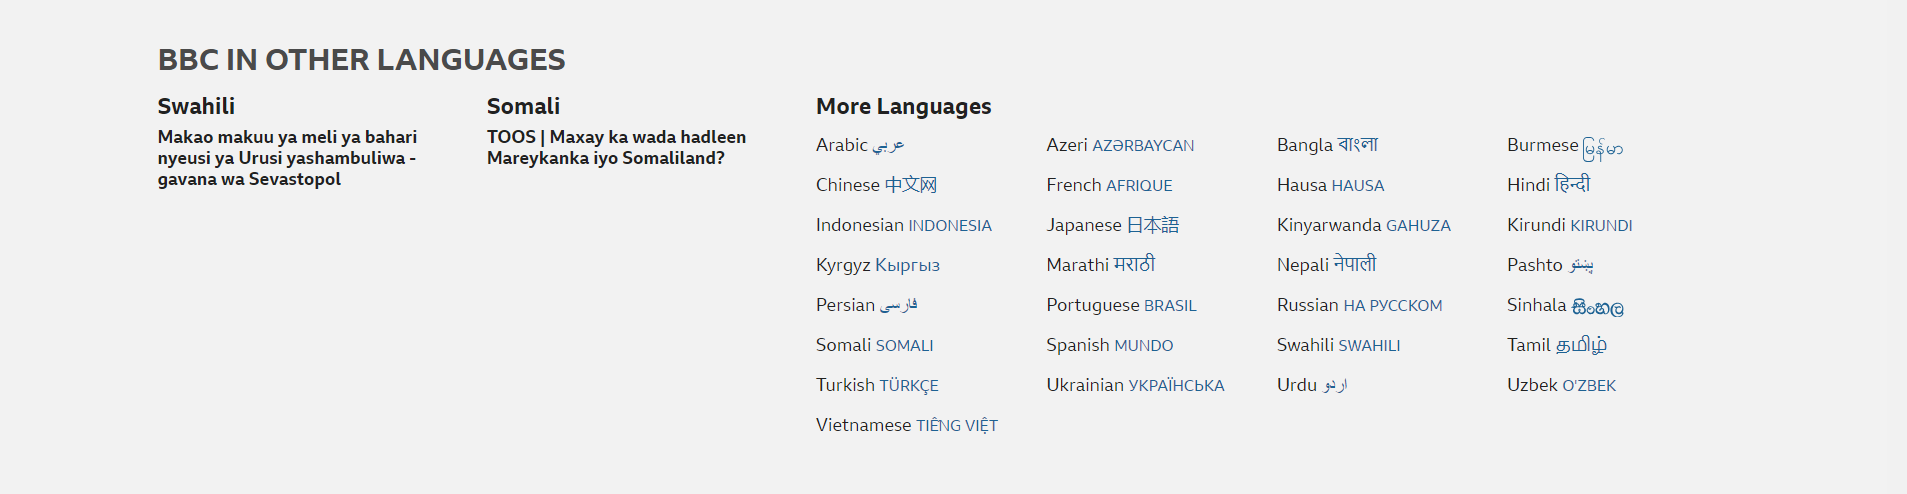 BBC IN OTHER LANGUAGES
Swahili
Makao makuu ya meli ya bahari
nyeusi ya Urusi yashambuliwa -
gavana wa Sevastopol
Somali
TOOS | Maxay ka wada hadleen
Mareykanka iyo Somaliland?
More Languages
Arabic عربي
Azeri AZƏRBAYCAN
Bangla বাংলা
Burmese မြန်မာ
Chinese 中文网
French AFRIQUE
Hausa HAUSA
Hindi हिन्दी
Indonesian INDONESIA
Japanese 日本語
Kinyarwanda GAHUZA
Kirundi KIRUNDI
Kyrgyz Кыргыз
Marathi मराठी
Nepali नेपाली
Pashto پښتو
Persian فارسی
Portuguese BRASIL
Russian НА РУССКОМ
Sinhala සිංහල
Somali SOMALI
Spanish MUNDO
Swahili SWAHILI
Tamil தமிழ்
Turkish TÜRKÇE
Ukrainian УКРАЇНСЬКА
Urdu اردو
Uzbek O'ZBEK
Vietnamese TIẾNG VIỆT